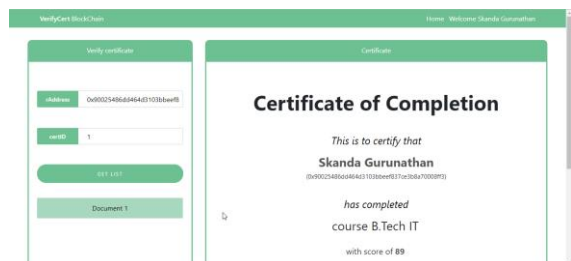 VerifyCert BlockChain
Home Welcome Skanda Gurunathan
Verify certificate
rAddress 0x90025486dd464d3103bbeef8
certID 1
GET LIST
Document 1
Certificate
Certificate of Completion
This is to certify that
Skanda Gurunathan
has completed
course B.Tech IT
with score of 89